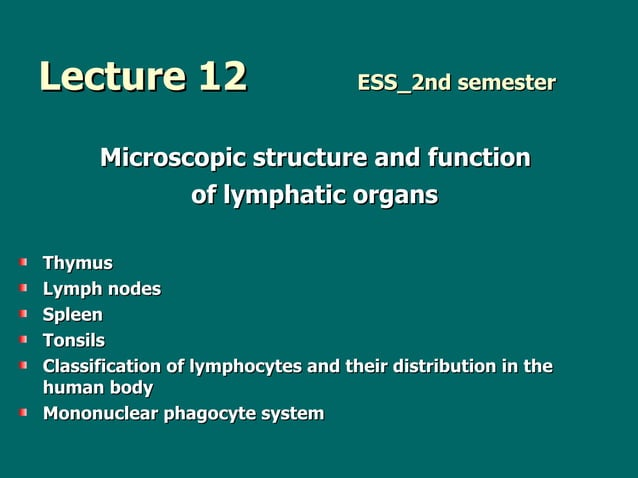 Lecture 12 ESS_2nd semester
Microscopic structure and function
of lymphatic organs
Thymus
Lymph nodes
Spleen
Tonsils
Classification of lymphocytes and their distribution in the
human body
Mononuclear phagocyte system